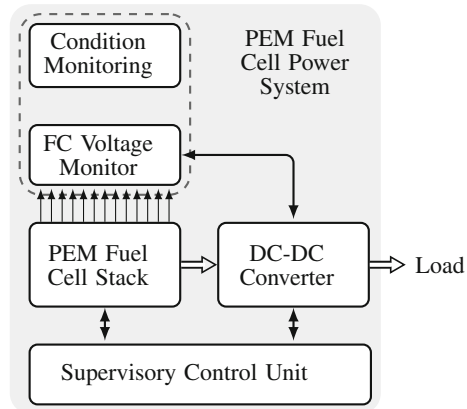 Condition
Monitoring
PEM Fuel
Cell Power
System
FC Voltage
Monitor
PEM Fuel
Cell Stack
DC-DC
Converter
Load
Supervisory Control Unit